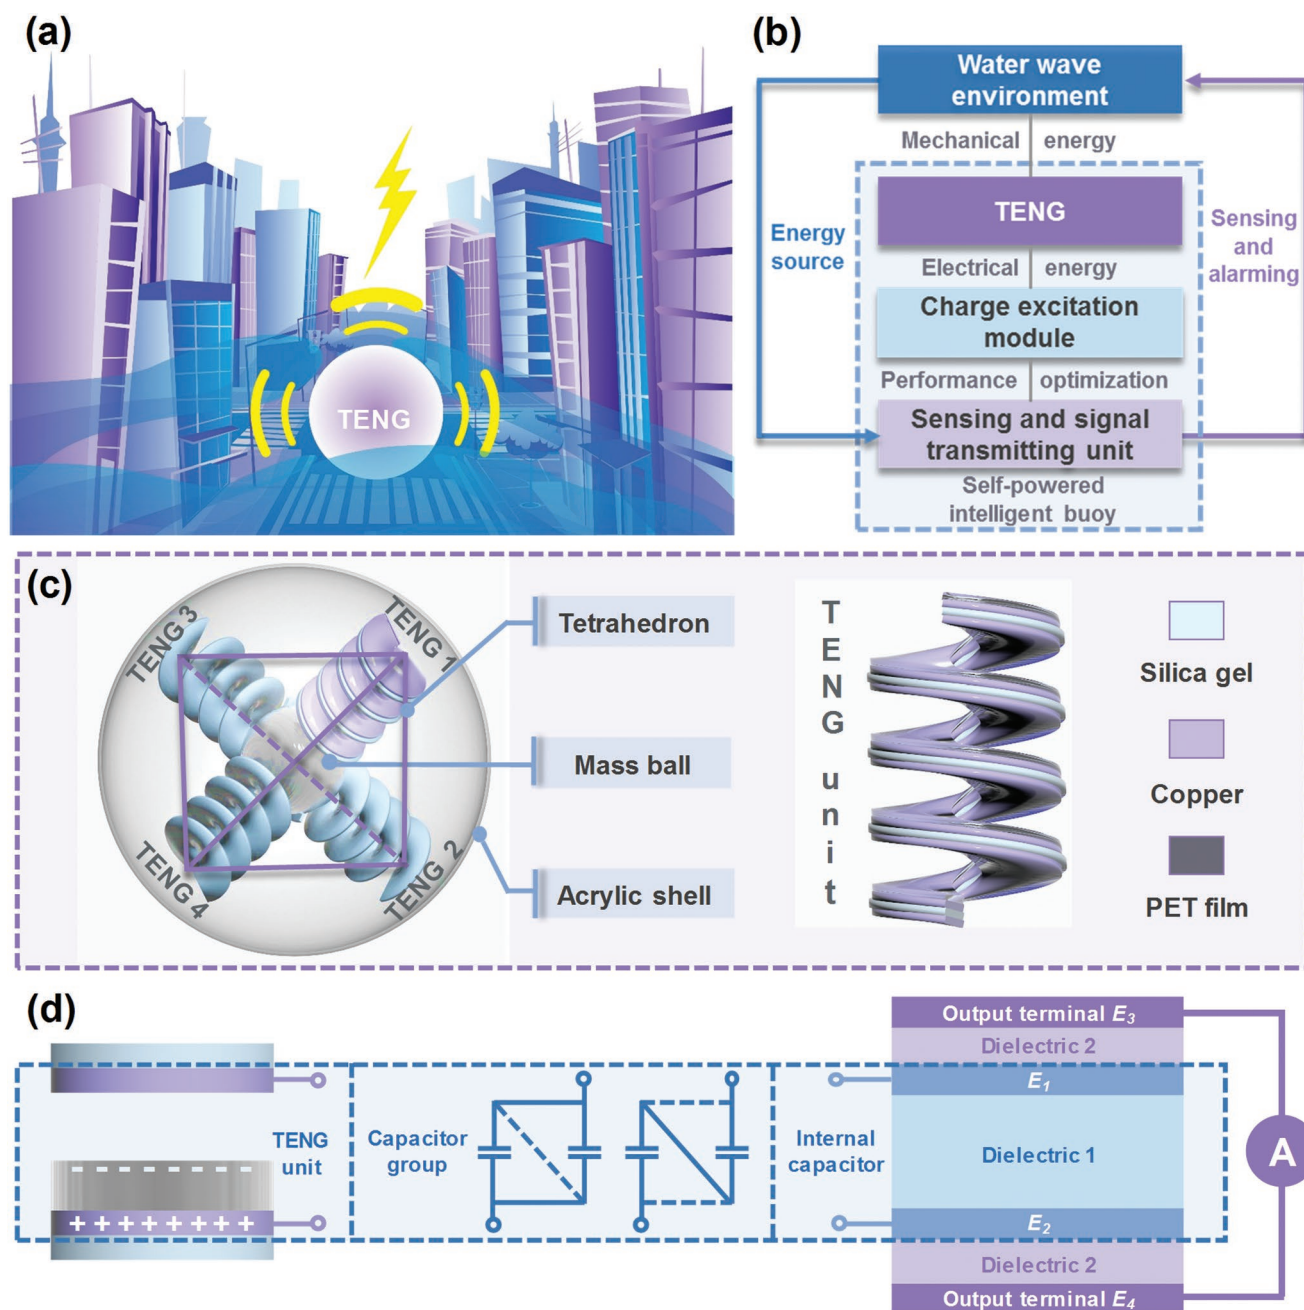 (a)
TENG
(b)
Water wave
environment
Mechanical energy
TENG
Energy
source
Sensing
and
alarming
Electrical energy
Charge excitation
module
Performance optimization
Sensing and signal
transmitting unit
Self-powered
intelligent buoy
(c)
TENG 3
TENG 1
TENG 4
TENG 2
Tetrahedron
Mass ball
Acrylic shell
TENG unit
Silica gel
Copper
PET film
(d)
TENG
unit
- - - - - - -
+ + + + + + + +
Capacitor
group
Internal
capacitor
Output terminal E3
Dielectric 2
E1
Dielectric 1
E2
Dielectric 2
Output terminal E4
A